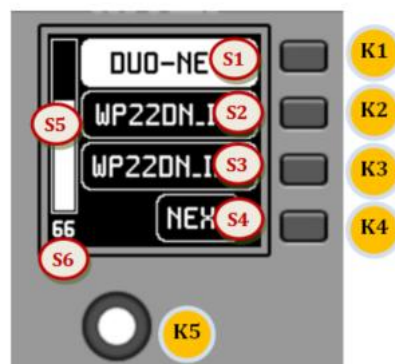 DUO-NE S1 K1
WP22DN_I S2 K2
S5
WP22DN_I S3 K3
NEX S4 K4
66
S6
K5